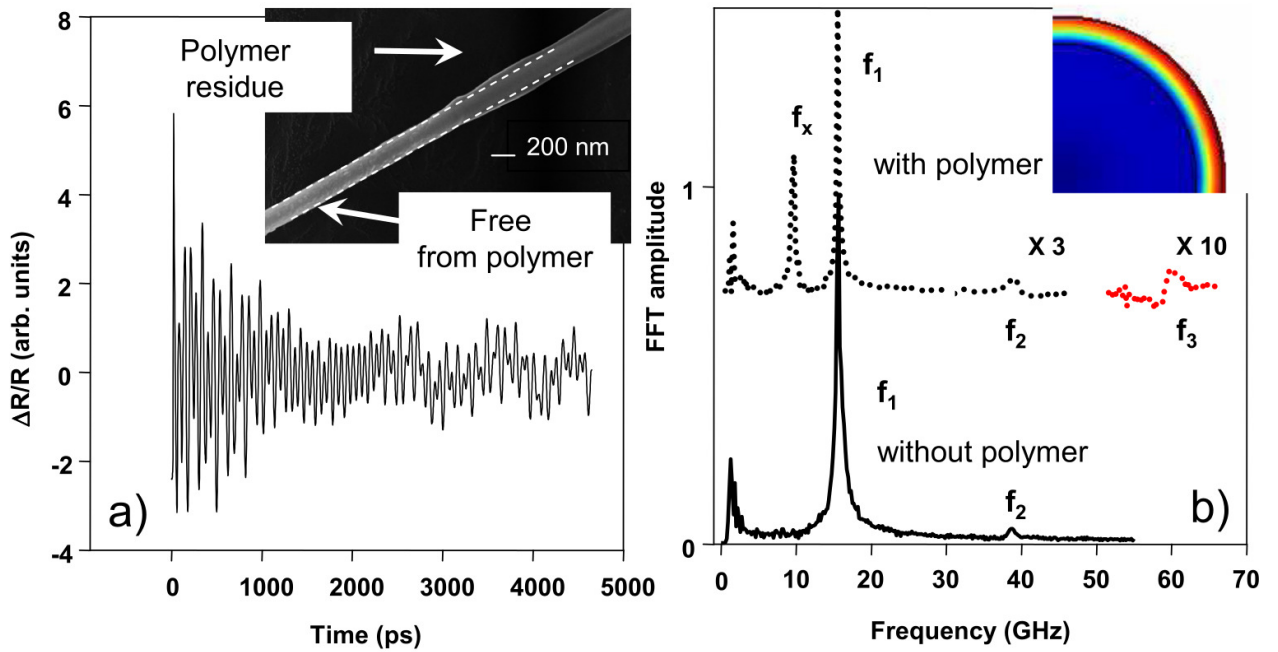 8
6
4
2
0
-2
-4
ΔR/R (arb. units)
Polymer
residue
200 nm
Free
from polymer
a)
0
1000
2000
3000
4000
5000
Time (ps)
FFT amplitude
1
0
f₁
fₓ
with polymer
X 3
X 10
f₂
f₃
f₁
without polymer
f₂
b)
0
10
20
30
40
50
60
70
Frequency (GHz)